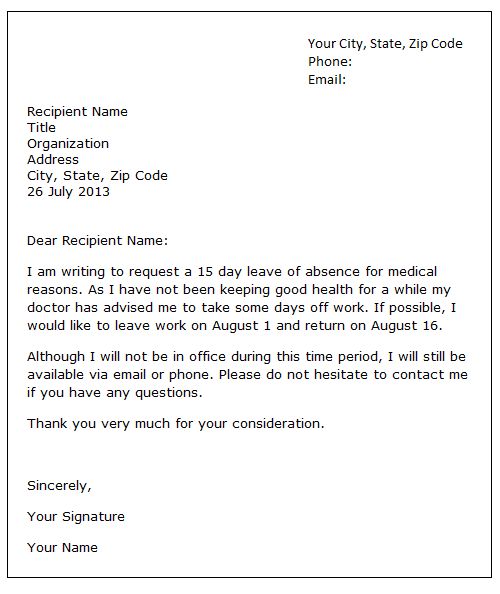 Your City, State, Zip Code
Phone:
Email:
Recipient Name
Title
Organization
Address
City, State, Zip Code
26 July 2013
Dear Recipient Name:
I am writing to request a 15 day leave of absence for medical
reasons. As I have not been keeping good health for a while my
doctor has advised me to take some days off work. If possible, I
would like to leave work on August 1 and return on August 16.
Although I will not be in office during this time period, I will still be
available via email or phone. Please do not hesitate to contact me
if you have any questions.
Thank you very much for your consideration.
Sincerely,
Your Signature
Your Name